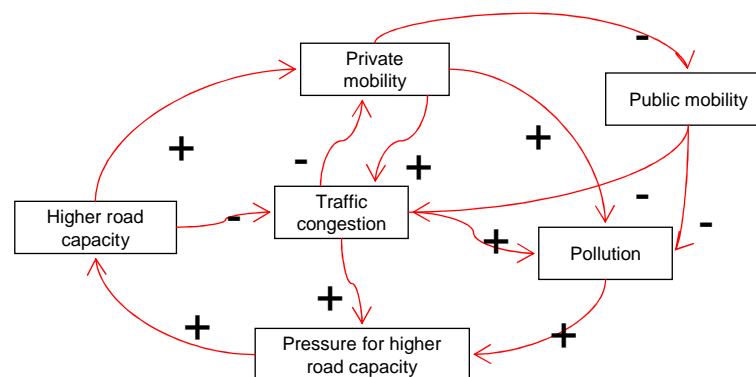 -
Private
mobility
Public mobility
+
-
+
+
Higher road
capacity
-
Traffic
congestion
-
-
+
Pollution
+
+
+
Pressure for higher
road capacity